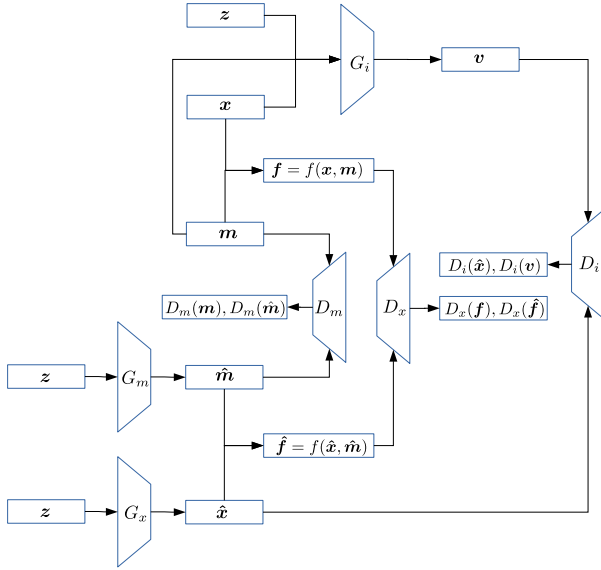 z
G_i
v
x
f = f(x, m)
m
D_i(x̂), D_i(v)
D_i
D_m(m), D_m(m̂)
D_m
D_x
D_x(f), D_x(f̂)
z
G_m
m̂
f̂ = f(x̂, m̂)
z
G_x
x̂